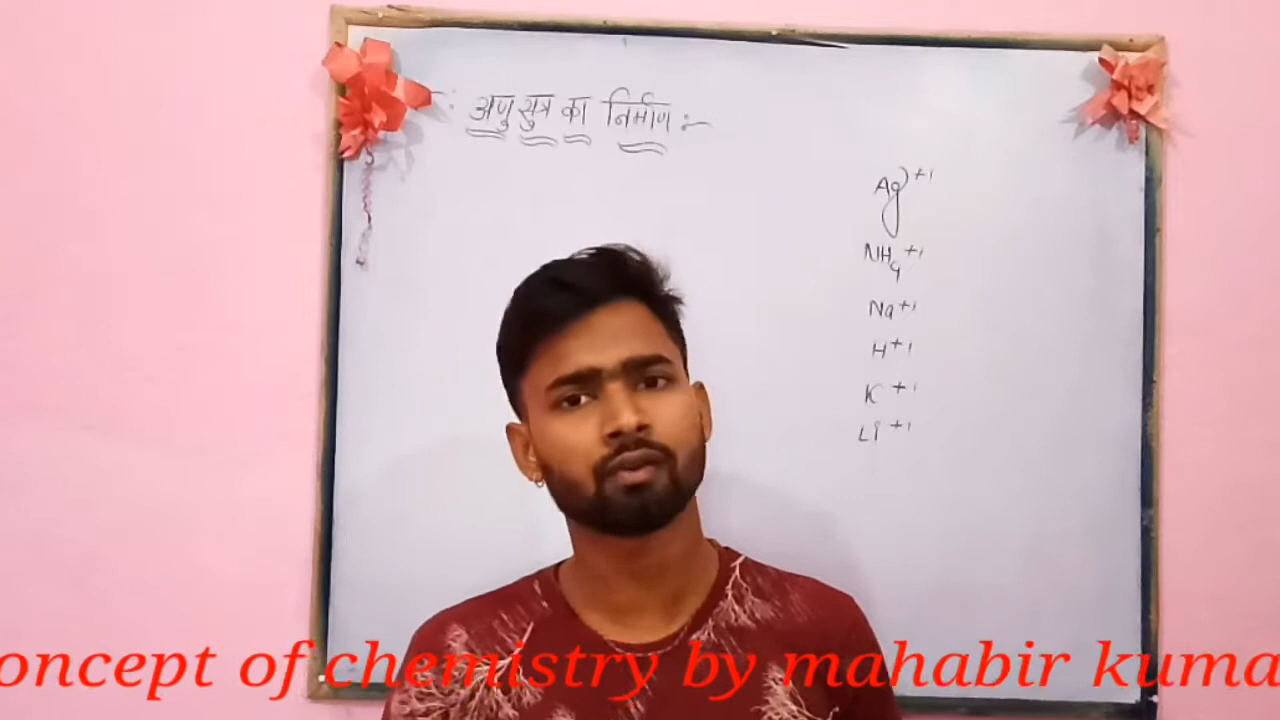 अणु सुत्र का निर्माण :-
Ag⁺¹
NH₄⁺¹
Na⁺¹
H⁺¹
K⁺¹
Li⁺¹
oncept of chemistry by mahabir kuma